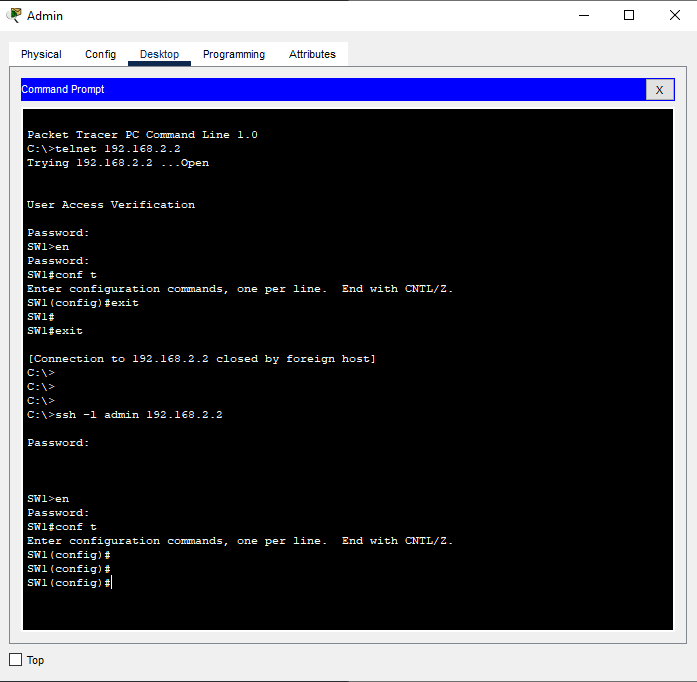 Admin
Physical Config Desktop Programming Attributes
Command Prompt X
Packet Tracer PC Command Line 1.0
C:\>telnet 192.168.2.2
Trying 192.168.2.2 ...Open
User Access Verification
Password:
SW1>en
Password:
SW1#conf t
Enter configuration commands, one per line.  End with CNTL/Z.
SW1(config)#exit
SW1#
SW1#exit
[Connection to 192.168.2.2 closed by foreign host]
C:\>
C:\>
C:\>
C:\>ssh -l admin 192.168.2.2
Password:
SW1>en
Password:
SW1#conf t
Enter configuration commands, one per line.  End with CNTL/Z.
SW1(config)#
SW1(config)#
SW1(config)#
Top